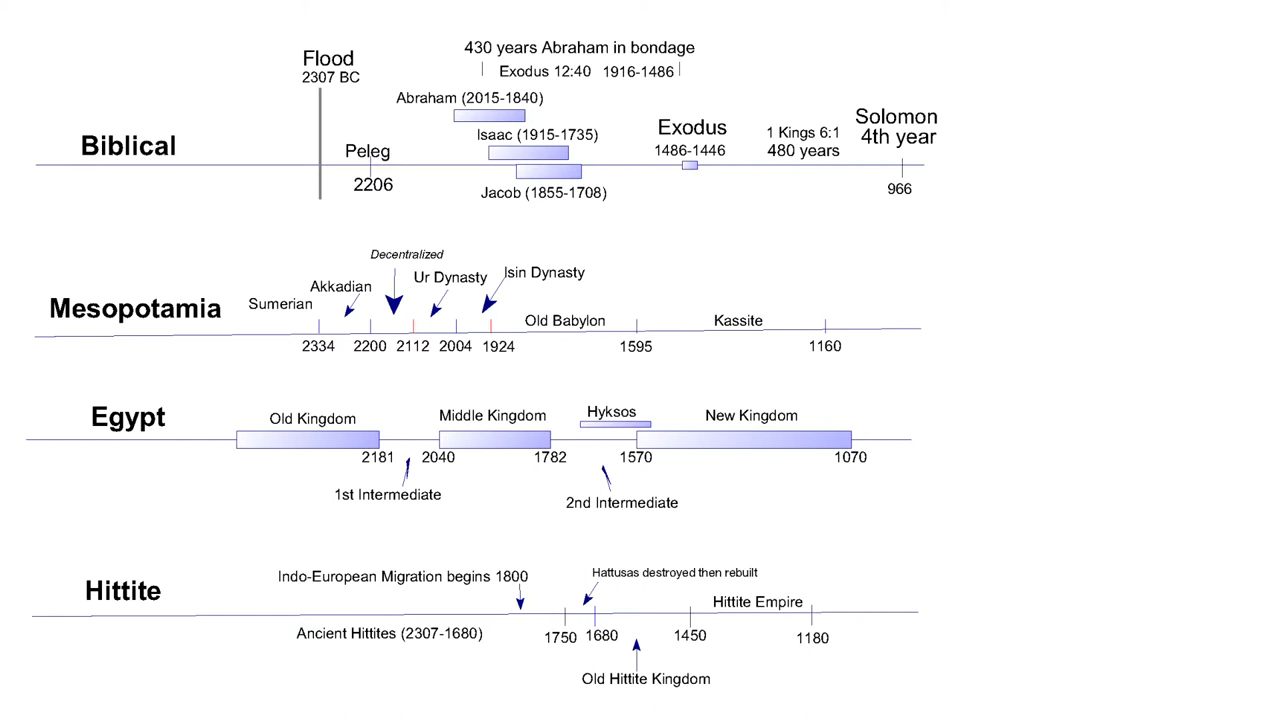 430 years Abraham in bondage
Flood
2307 BC
Exodus 12:40 1916-1486
Abraham (2015-1840)
Solomon
4th year
Isaac (1915-1735)
Exodus
1486-1446
1 Kings 6:1
480 years
Biblical
Peleg
2206
Jacob (1855-1708)
966
Decentralized
Isin Dynasty
Ur Dynasty
Akkadian
Sumerian
Mesopotamia
Old Babylon
Kassite
2334 2200 2112 2004 1924 1595 1160
Egypt
Old Kingdom
Middle Kingdom
Hyksos
New Kingdom
2181 2040 1782 1570 1070
1st Intermediate
2nd Intermediate
Hittite
Indo-European Migration begins 1800
Hattusas destroyed then rebuilt
Hittite Empire
Ancient Hittites (2307-1680)
1750 1680 1450 1180
Old Hittite Kingdom